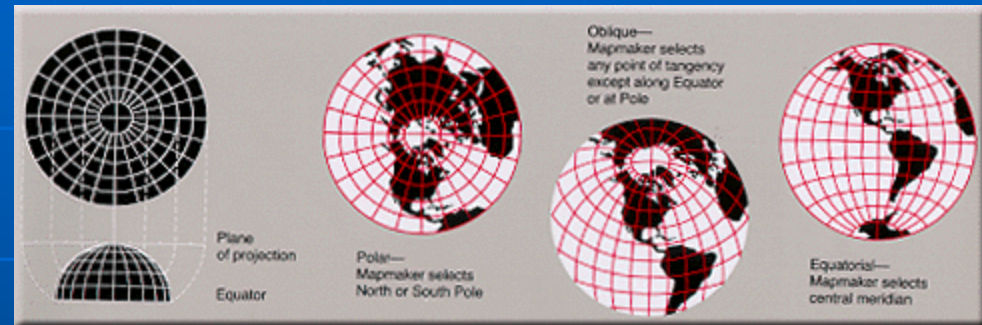 Plane
of projection
Equator
Polar—
Mapmaker selects
North or South Pole
Oblique—
Mapmaker selects
any point of tangency
except along Equator
or at Pole
Equatorial—
Mapmaker selects
central meridian